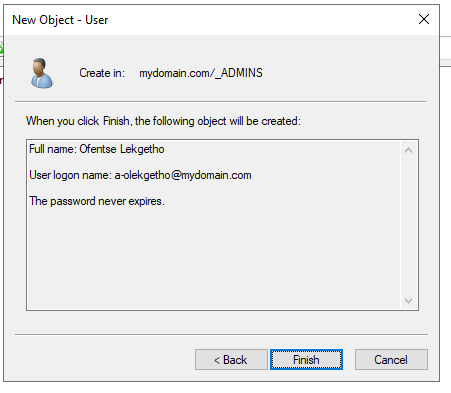 New Object - User
Create in: mydomain.com/_ADMINS
When you click Finish, the following object will be created:
Full name: Ofentse Lekgetho
User logon name: a-olekgetho@mydomain.com
The password never expires.
< Back Finish Cancel